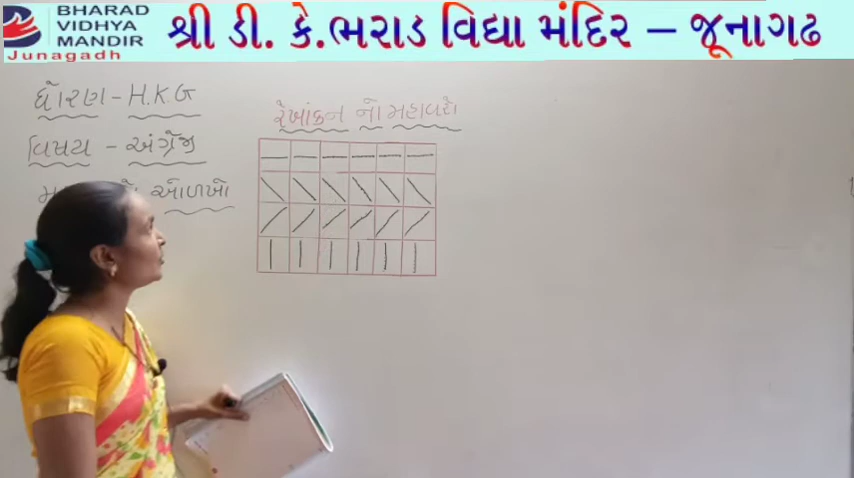 BHARAD
VIDHYA
MANDIR
Junagadh
શ્રી ડી. કે.ભરાડ વિદ્યા મંદિર – જૂનાગઢ
ધોરણ - H.K.G
વિષય - અંગ્રેજી
ઓળખો
રેખાંકન નો મહાવરો